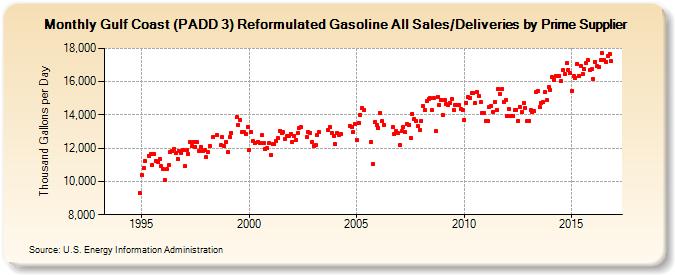 Monthly Gulf Coast (PADD 3) Reformulated Gasoline All Sales/Deliveries by Prime Supplier
Thousand Gallons per Day
18,000
16,000
14,000
12,000
10,000
8,000
1995 2000 2005 2010 2015
Source: U.S. Energy Information Administration